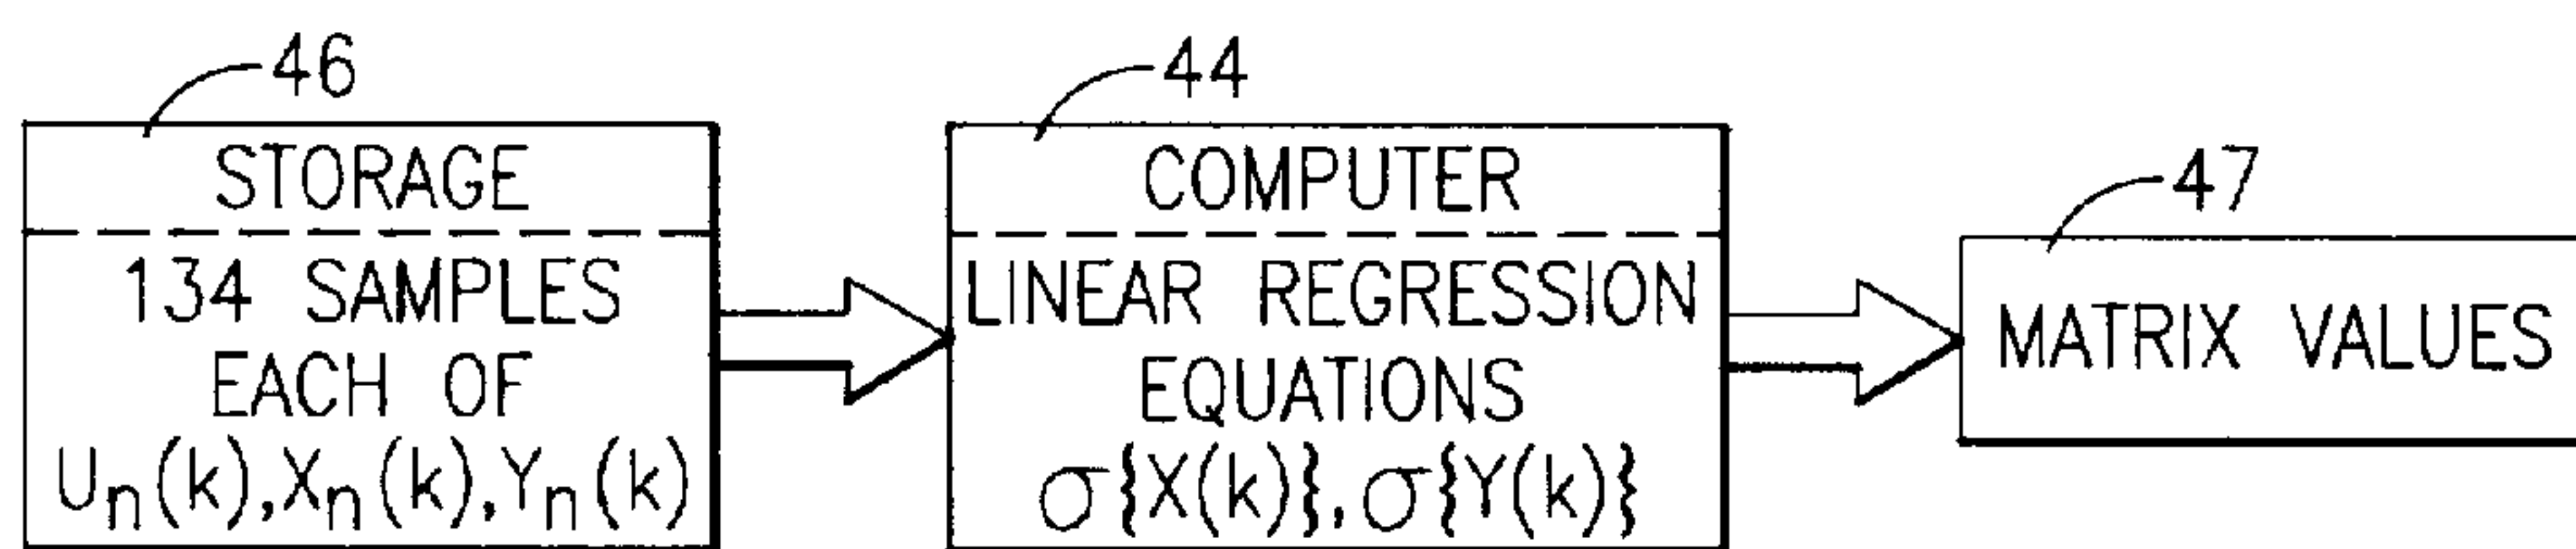 46
STORAGE
134 SAMPLES
EACH OF
Un(k),Xn(k),Yn(k)
44
COMPUTER
LINEAR REGRESSION
EQUATIONS
σ{X(k)},σ{Y(k)}
47
MATRIX VALUES